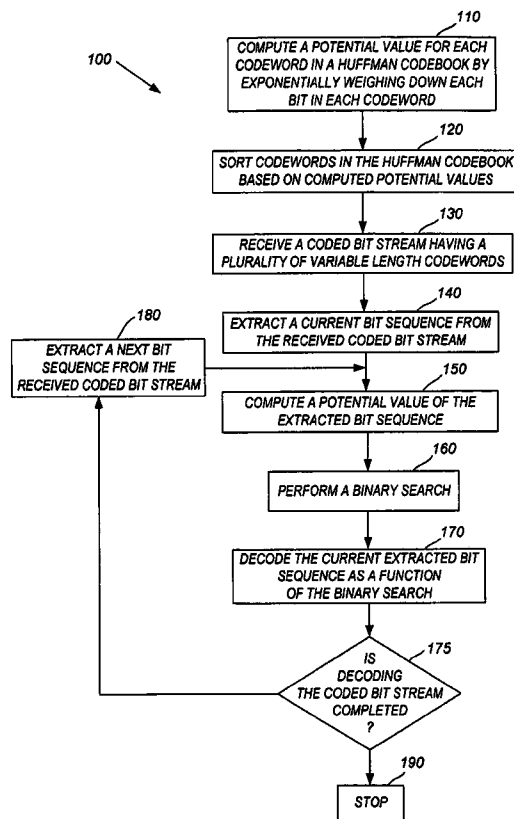 110
COMPUTE A POTENTIAL VALUE FOR EACH
CODEWORD IN A HUFFMAN CODEBOOK BY
EXPONENTIALLY WEIGHING DOWN EACH
BIT IN EACH CODEWORD
100
120
SORT CODEWORDS IN THE HUFFMAN CODEBOOK
BASED ON COMPUTED POTENTIAL VALUES
130
RECEIVE A CODED BIT STREAM HAVING A
PLURALITY OF VARIABLE LENGTH CODEWORDS
140
EXTRACT A CURRENT BIT SEQUENCE FROM
THE RECEIVED CODED BIT STREAM
180
EXTRACT A NEXT BIT
SEQUENCE FROM THE
RECEIVED CODED BIT STREAM
150
COMPUTE A POTENTIAL VALUE OF THE
EXTRACTED BIT SEQUENCE
160
PERFORM A BINARY SEARCH
170
DECODE THE CURRENT EXTRACTED BIT
SEQUENCE AS A FUNCTION
OF THE BINARY SEARCH
175
IS
DECODING
THE CODED BIT STREAM
COMPLETED
?
190
STOP